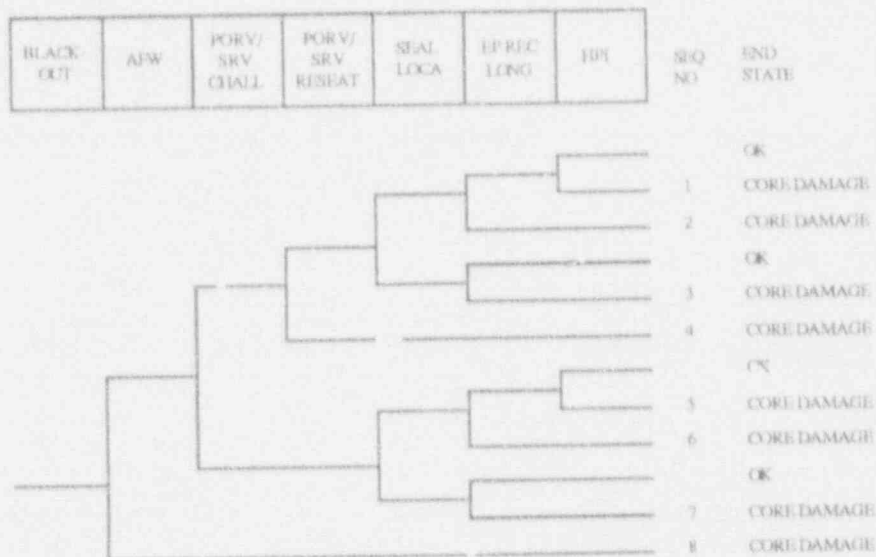 BLACK-
OUT
AFW
PORV/
SRV
CHALL
PORV/
SRV
RESEAT
SEAL
LOCA
EP REC
LONG
HPI
SEQ
NO
END
STATE
OK
1 CORE DAMAGE
2 CORE DAMAGE
OK
3 CORE DAMAGE
4 CORE DAMAGE
OK
5 CORE DAMAGE
6 CORE DAMAGE
OK
7 CORE DAMAGE
8 CORE DAMAGE